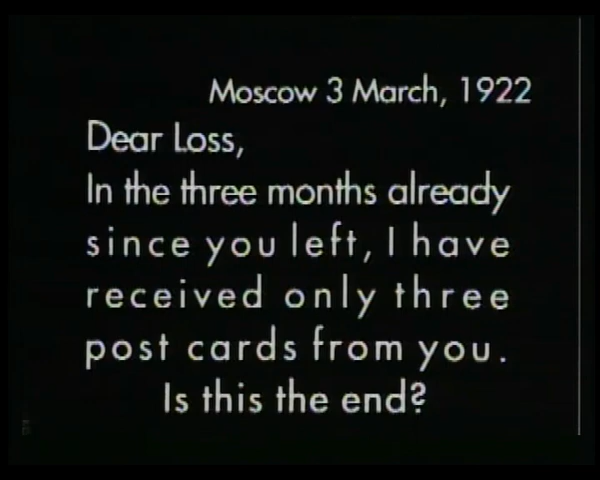 Moscow 3 March, 1922
Dear Loss,
In the three months already
since you left, I have
received only three
post cards from you.
Is this the end?